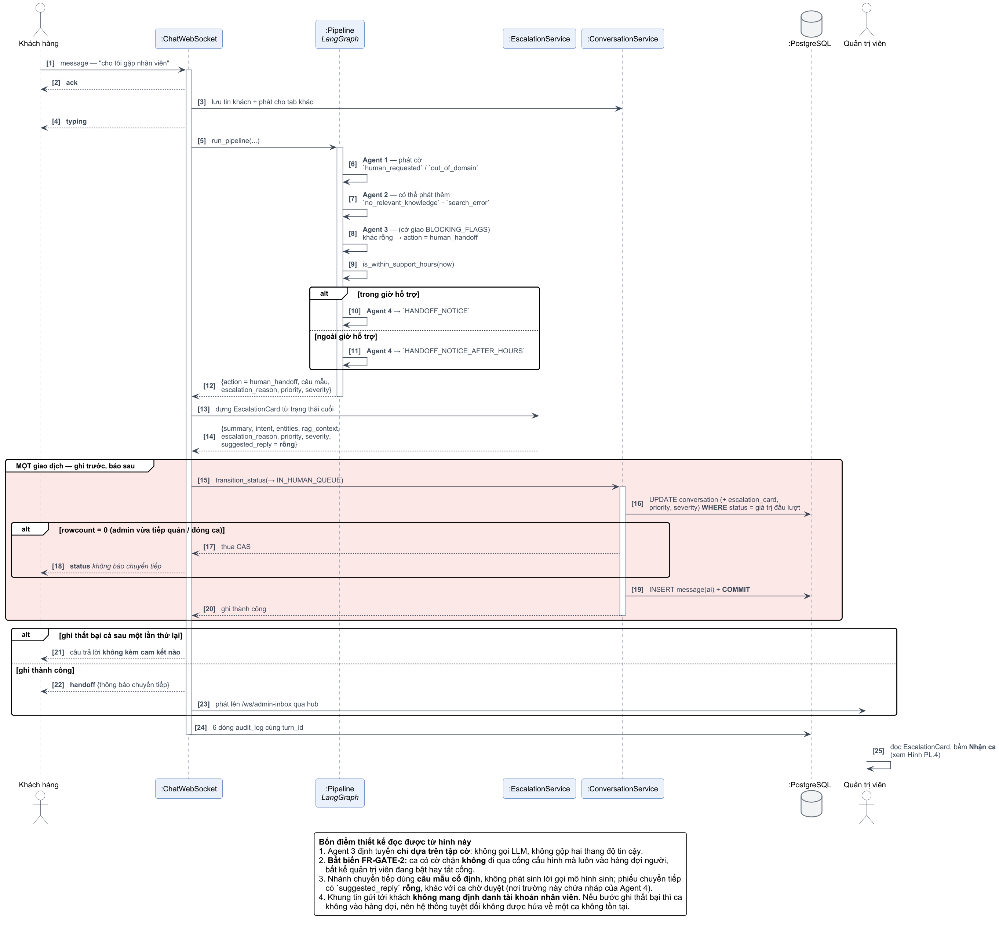 Khách hàng
:ChatWebSocket
:Pipeline
LangGraph
:EscalationService
:ConversationService
:PostgreSQL
Quản trị viên
[1] message — "cho tôi gặp nhân viên"
[2] ack
[3] lưu tin khách + phát cho tab khác
[4] typing
[5] run_pipeline(...)
[6] Agent 1 — phát cờ
`human_requested` / `out_of_domain`
[7] Agent 2 — có thể phát thêm
`no_relevant_knowledge` · `search_error`
[8] Agent 3 — (cờ giao BLOCKING_FLAGS)
khác rỗng → action = human_handoff
[9] is_within_support_hours(now)
alt [trong giờ hỗ trợ]
[10] Agent 4 → `HANDOFF_NOTICE`
[ngoài giờ hỗ trợ]
[11] Agent 4 → `HANDOFF_NOTICE_AFTER_HOURS`
[12] {action = human_handoff, câu mẫu,
escalation_reason, priority, severity}
[13] dựng EscalationCard từ trạng thái cuối
[14] {summary, intent, entities, rag_context,
escalation_reason, priority, severity,
suggested_reply = rỗng}
MỘT giao dịch — ghi trước, báo sau
[15] transition_status(→ IN_HUMAN_QUEUE)
[16] UPDATE conversation (+ escalation_card,
priority, severity) WHERE status = giá trị đầu lượt
alt [rowcount = 0 (admin vừa tiếp quản / đóng ca)]
[17] thua CAS
[18] status không báo chuyển tiếp
[19] INSERT message(ai) + COMMIT
[20] ghi thành công
alt [ghi thất bại cả sau một lần thử lại]
[21] câu trả lời không kèm cam kết nào
[ghi thành công]
[22] handoff {thông báo chuyển tiếp}
[23] phát lên /ws/admin-inbox qua hub
[24] 6 dòng audit_log cùng turn_id
[25] đọc EscalationCard, bấm Nhận ca
(xem Hình PL.4)
Khách hàng
:ChatWebSocket
:Pipeline
LangGraph
:EscalationService
:ConversationService
:PostgreSQL
Quản trị viên
Bốn điểm thiết kế đọc được từ hình này
1. Agent 3 định tuyến chỉ dựa trên tập cờ: không gọi LLM, không gộp hai thang độ tin cậy.
2. Bất biến FR-GATE-2: ca có cờ chặn không đi qua cổng cấu hình mà luôn vào hàng đợi người,
bất kể quản trị viên đang bật hay tắt cổng.
3. Nhánh chuyển tiếp dùng câu mẫu cố định, không phát sinh lời gọi mô hình sinh; phiếu chuyển tiếp
có `suggested_reply` rỗng, khác với ca chờ duyệt (nơi trường này chứa nháp của Agent 4).
4. Khung tin gửi tới khách không mang định danh tài khoản nhân viên. Nếu bước ghi thất bại thì ca
không vào hàng đợi, nên hệ thống tuyệt đối không được hứa về một ca không tồn tại.